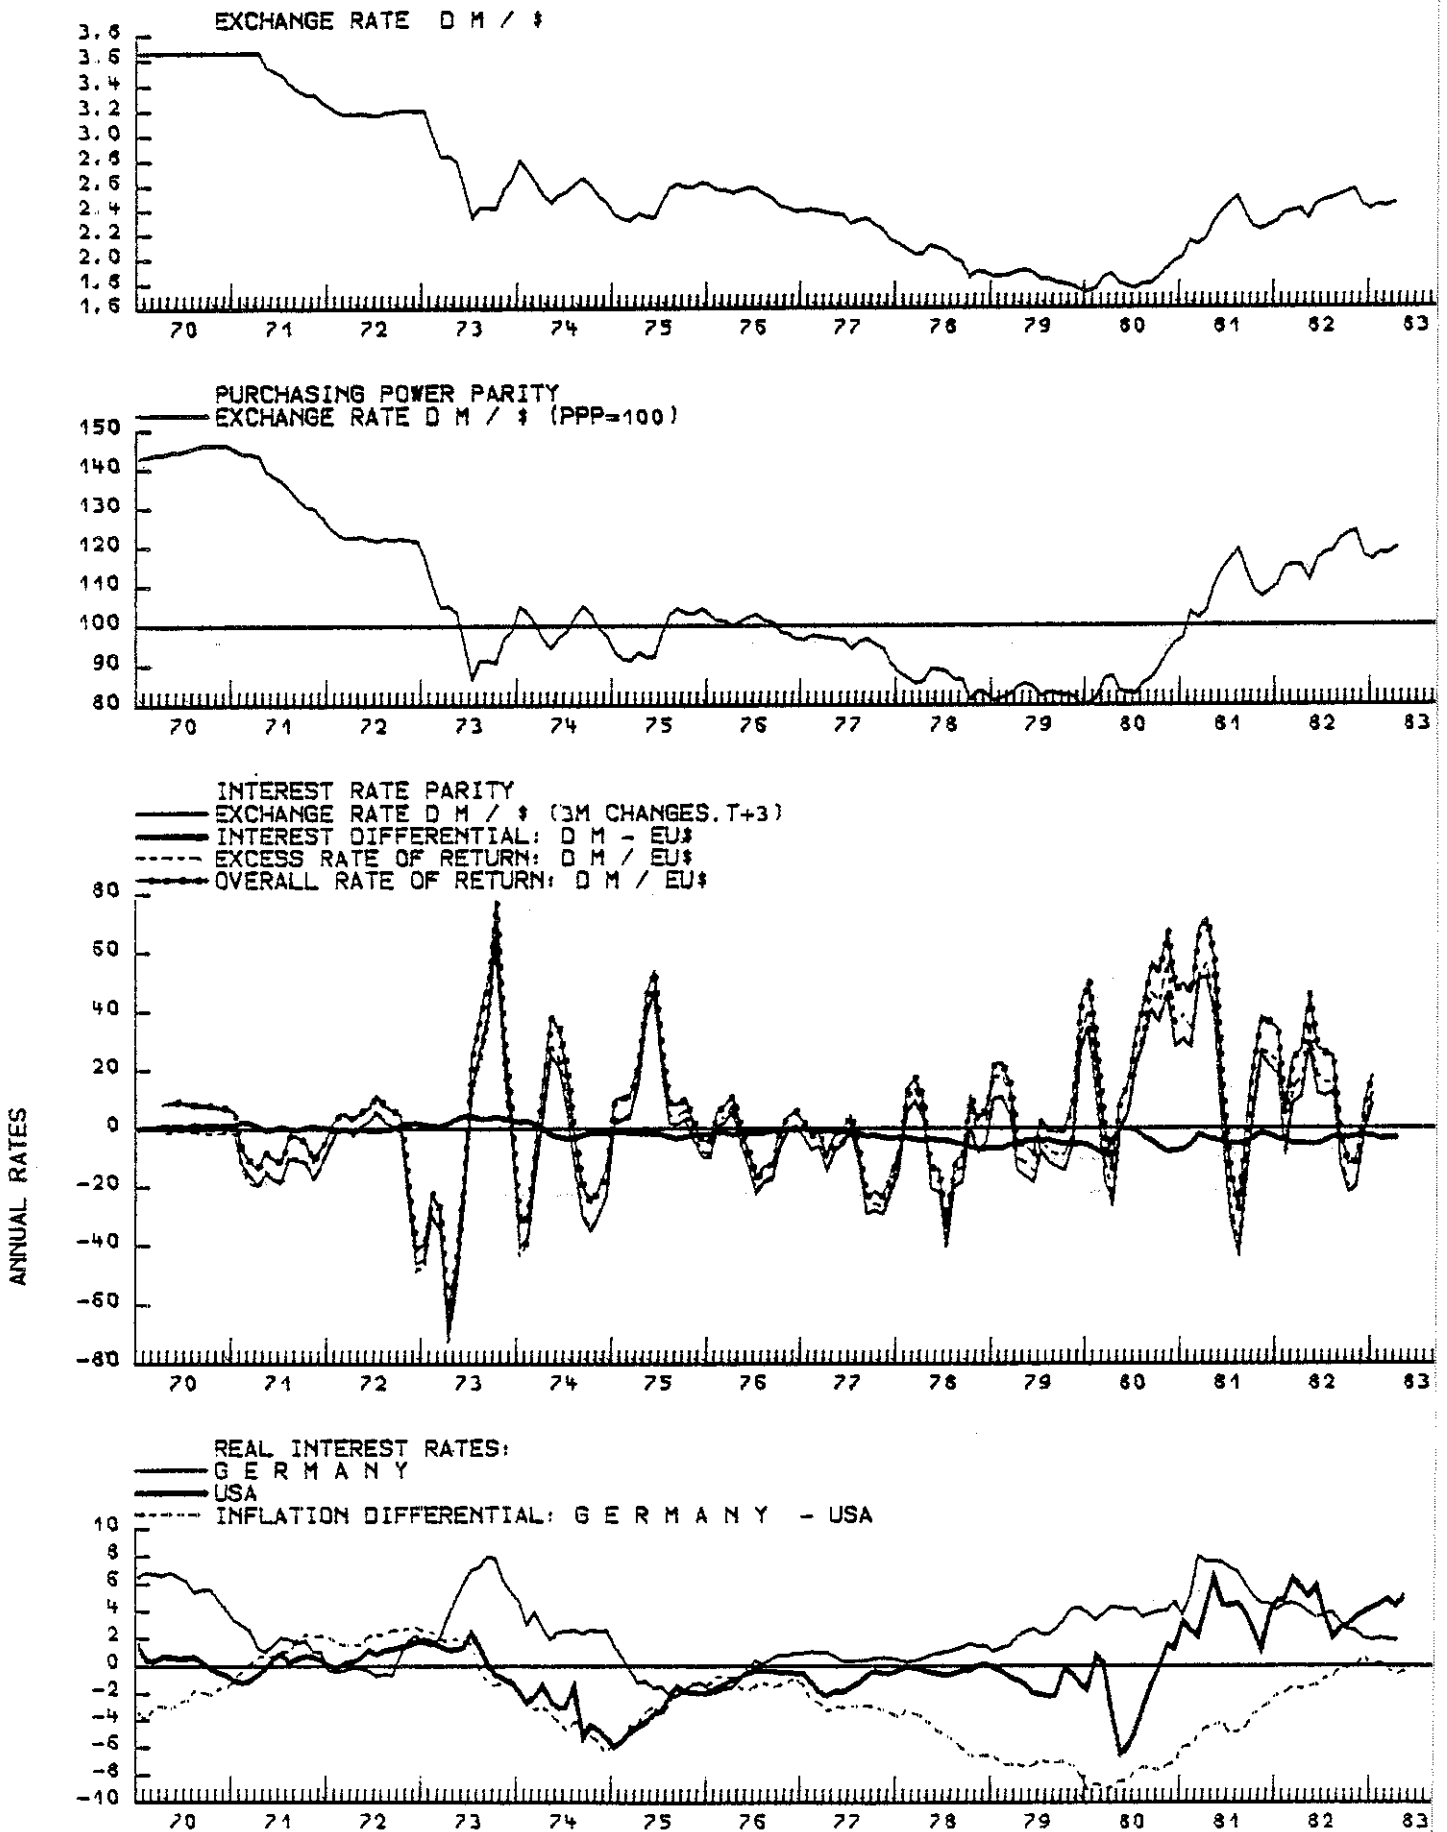 EXCHANGE RATE D M / $
3.8
3.6
3.4
3.2
3.0
2.8
2.6
2.4
2.2
2.0
1.8
1.6
70 71 72 73 74 75 76 77 78 79 80 81 82 83
PURCHASING POWER PARITY
EXCHANGE RATE D M / $ (PPP=100)
150
140
130
120
110
100
90
80
70 71 72 73 74 75 76 77 78 79 80 81 82 83
INTEREST RATE PARITY
EXCHANGE RATE D M / $ (3M CHANGES.T+3)
INTEREST DIFFERENTIAL: D M - EU$
EXCESS RATE OF RETURN: D M / EU$
OVERALL RATE OF RETURN: D M / EU$
80
60
40
20
0
-20
-40
-60
-80
ANNUAL RATES
70 71 72 73 74 75 76 77 78 79 80 81 82 83
REAL INTEREST RATES:
G E R M A N Y
USA
INFLATION DIFFERENTIAL: G E R M A N Y - USA
10
8
6
4
2
0
-2
-4
-6
-8
-10
70 71 72 73 74 75 76 77 78 79 80 81 82 83